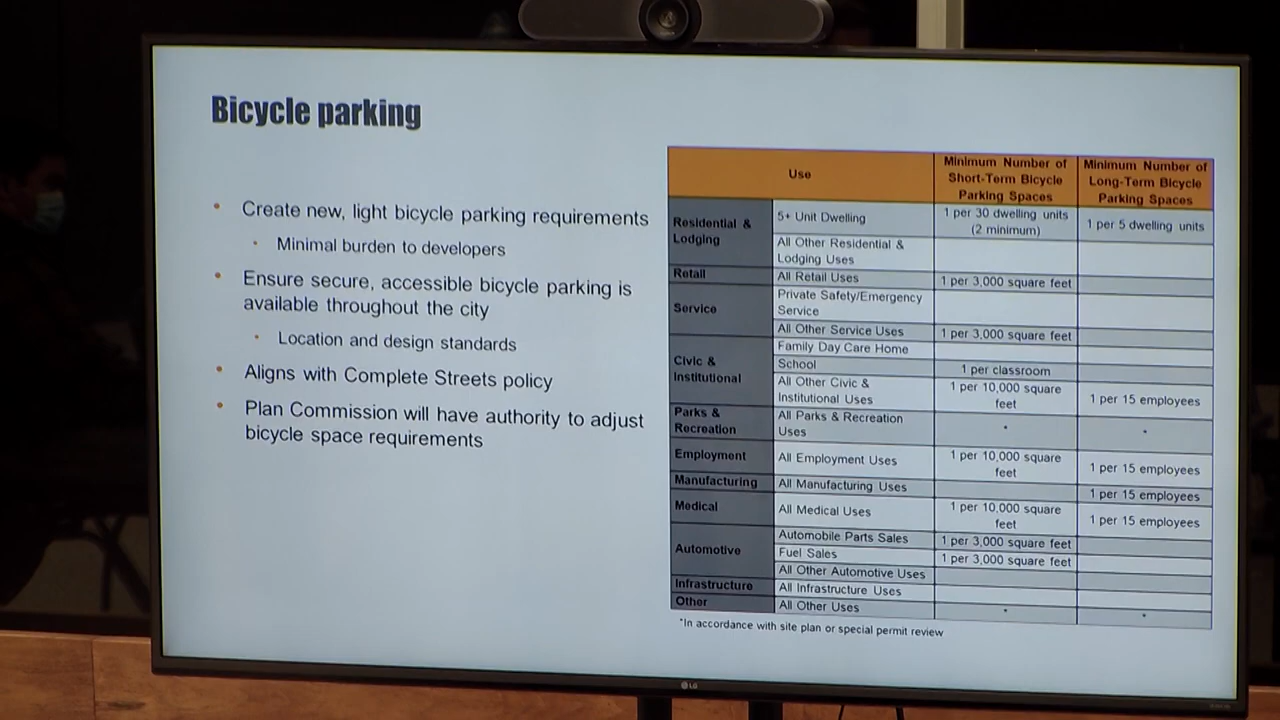 Bicycle parking
• Create new, light bicycle parking requirements
• Minimal burden to developers
• Ensure secure, accessible bicycle parking is
available throughout the city
• Location and design standards
• Aligns with Complete Streets policy
• Plan Commission will have authority to adjust
bicycle space requirements
Use
Minimum Number of
Short-Term Bicycle
Parking Spaces
Minimum Number of
Long-Term Bicycle
Parking Spaces
Residential &
Lodging
5+ Unit Dwelling
1 per 30 dwelling units
(2 minimum)
1 per 5 dwelling units
All Other Residential &
Lodging Uses
Retail
All Retail Uses
1 per 3,000 square feet
Service
Private Safety/Emergency
Service
All Other Service Uses
1 per 3,000 square feet
Civic &
Institutional
Family Day Care Home
School
1 per classroom
All Other Civic &
Institutional Uses
1 per 10,000 square
feet
1 per 15 employees
Parks &
Recreation
All Parks & Recreation
Uses
*
*
Employment
All Employment Uses
1 per 10,000 square
feet
1 per 15 employees
Manufacturing
All Manufacturing Uses
1 per 15 employees
Medical
All Medical Uses
1 per 10,000 square
feet
1 per 15 employees
Automotive
Automobile Parts Sales
1 per 3,000 square feet
Fuel Sales
1 per 3,000 square feet
All Other Automotive Uses
Infrastructure
All Infrastructure Uses
Other
All Other Uses
*
*
*In accordance with site plan or special permit review
LG